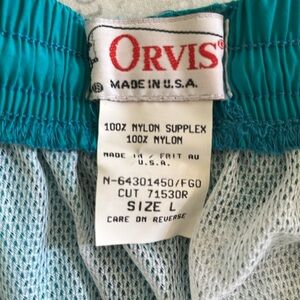 ORVIS®
MADE IN U.S.A.
100% NYLON SUPPLEX
100% NYLON
MADE IN / FAIT AU
U.S.A.
N-64301450/FGO
CUT 71530R
SIZE L
CARE ON REVERSE